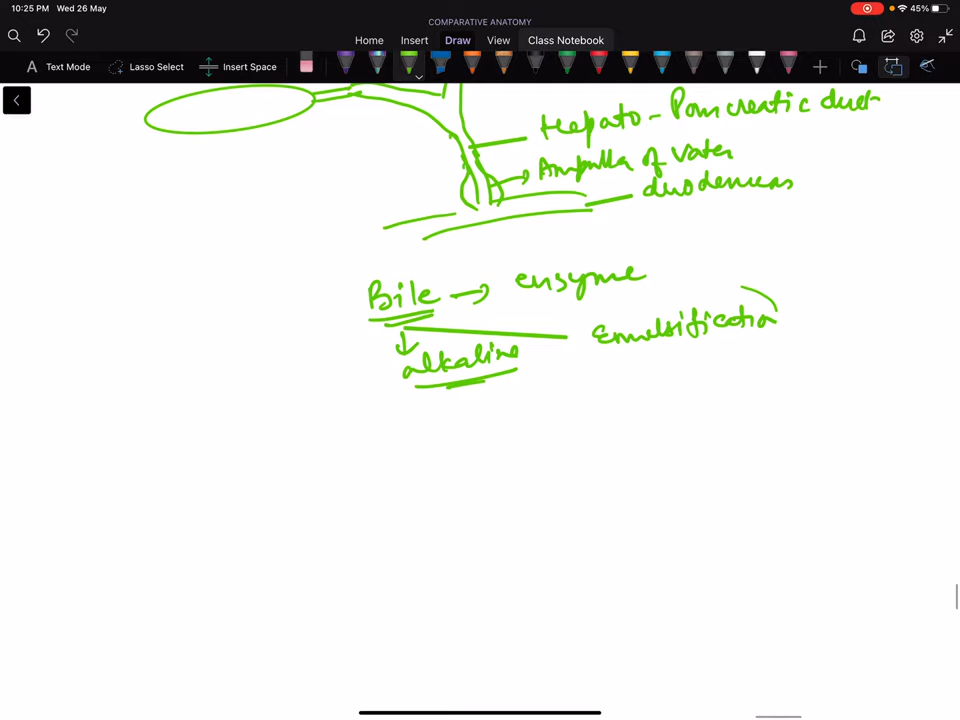 10:25 PM Wed 26 May
45%
COMPARATIVE ANATOMY
Home Insert Draw View Class Notebook
Text Mode Lasso Select Insert Space
Hepato - Pancreatic duct
Ampulla of Vater
duodenum
Bile → enzyme
Emulsification
alkaline